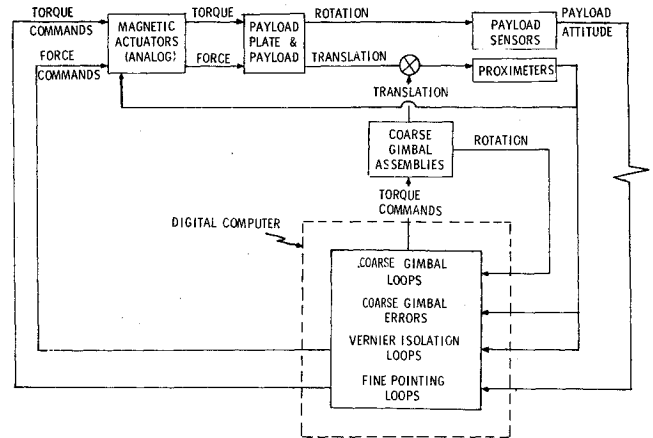 TORQUE
COMMANDS
FORCE
COMMANDS
MAGNETIC
ACTUATORS
(ANALOG)
TORQUE
FORCE
PAYLOAD
PLATE &
PAYLOAD
ROTATION
TRANSLATION
PAYLOAD
SENSORS
PAYLOAD
ATTITUDE
PROXIMETERS
TRANSLATION
COARSE
GIMBAL
ASSEMBLIES
ROTATION
TORQUE
COMMANDS
DIGITAL COMPUTER
COARSE GIMBAL
LOOPS
COARSE GIMBAL
ERRORS
VERNIER ISOLATION
LOOPS
FINE POINTING
LOOPS